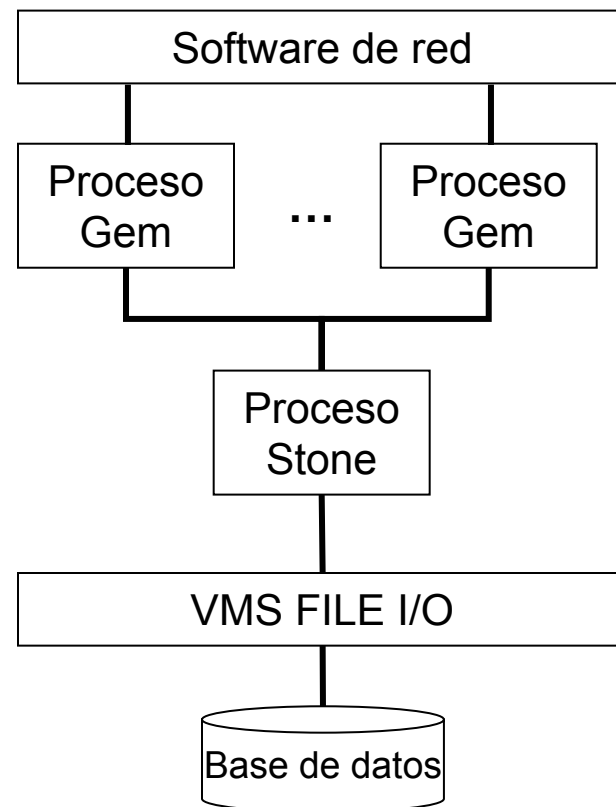 Software de red
Proceso
Gem
...
Proceso
Gem
Proceso
Stone
VMS FILE I/O
Base de datos